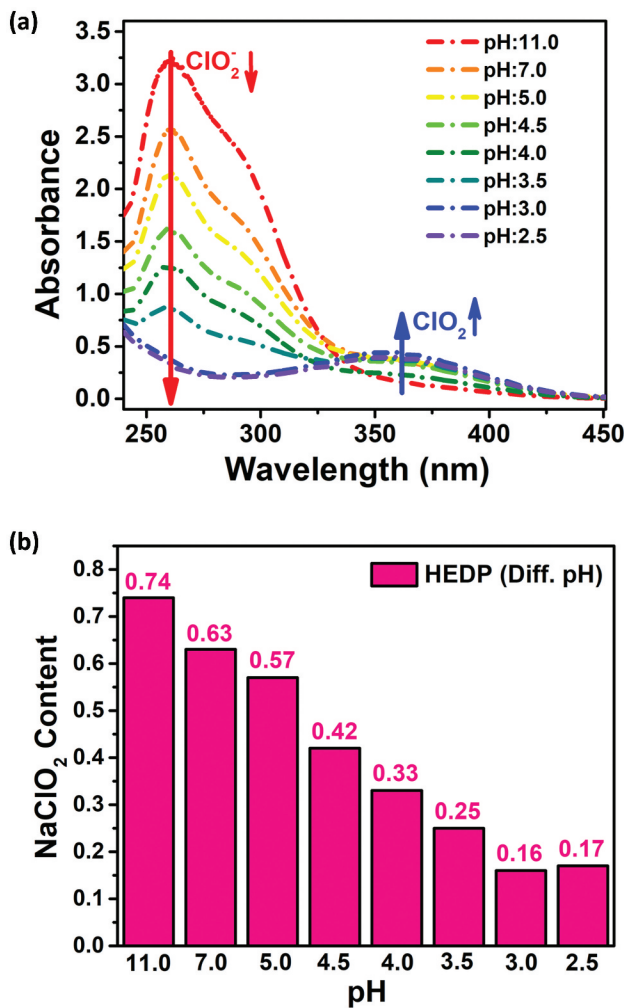 (a)
3.5
3.0
2.5
2.0
1.5
1.0
0.5
0.0
Absorbance
ClO₂⁻
pH:11.0
pH:7.0
pH:5.0
pH:4.5
pH:4.0
pH:3.5
pH:3.0
pH:2.5
ClO₂
250 300 350 400 450
Wavelength (nm)
(b)
HEDP (Diff. pH)
0.8
0.7
0.6
0.5
0.4
0.3
0.2
0.1
0.0
NaClO₂ Content
0.74 0.63 0.57 0.42 0.33 0.25 0.16 0.17
11.0 7.0 5.0 4.5 4.0 3.5 3.0 2.5
pH